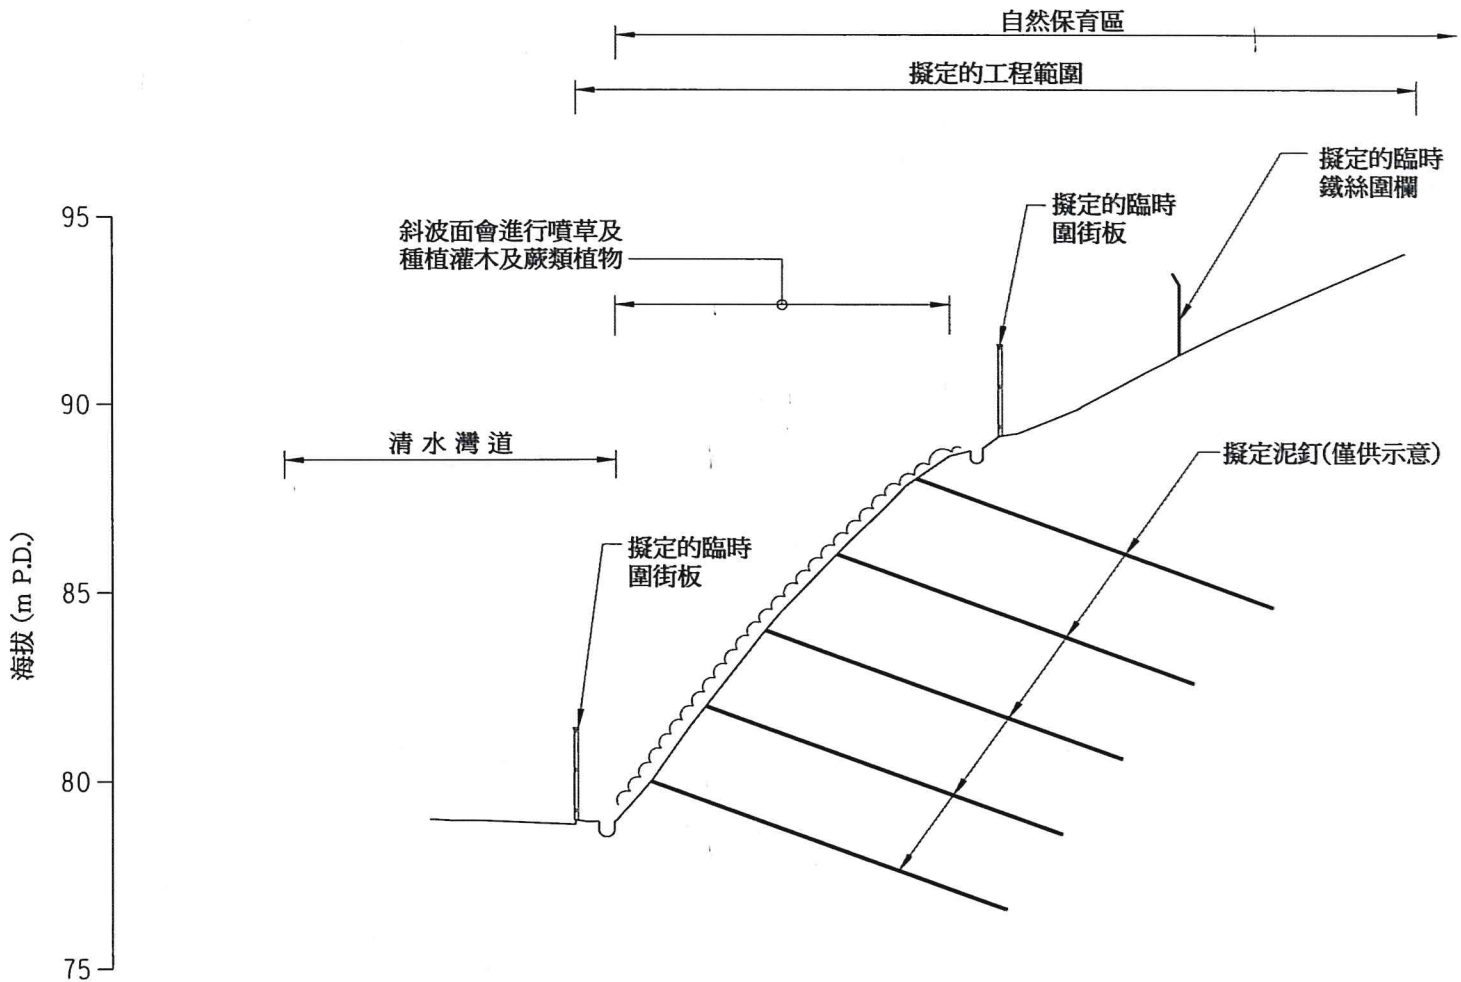 自然保育區
擬定的工程範圍
擬定的臨時
鐵絲圍欄
擬定的臨時
圍街板
斜波面會進行噴草及
種植灌木及蕨類植物
清水灣道
擬定泥釘(僅供示意)
擬定的臨時
圍街板
海拔 (m P.D.)
95
90
85
80
75